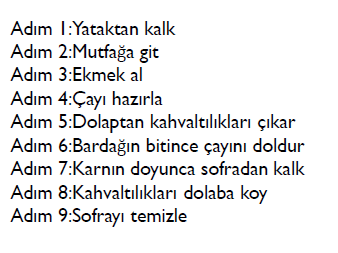 Adım 1:Yataktan kalk
Adım 2:Mutfağa git
Adım 3:Ekmek al
Adım 4:Çayı hazırla
Adım 5:Dolaptan kahvaltılıkları çıkar
Adım 6:Bardağın bitince çayını doldur
Adım 7:Karnın doyunca sofradan kalk
Adım 8:Kahvaltılıkları dolaba koy
Adım 9:Sofrayı temizle